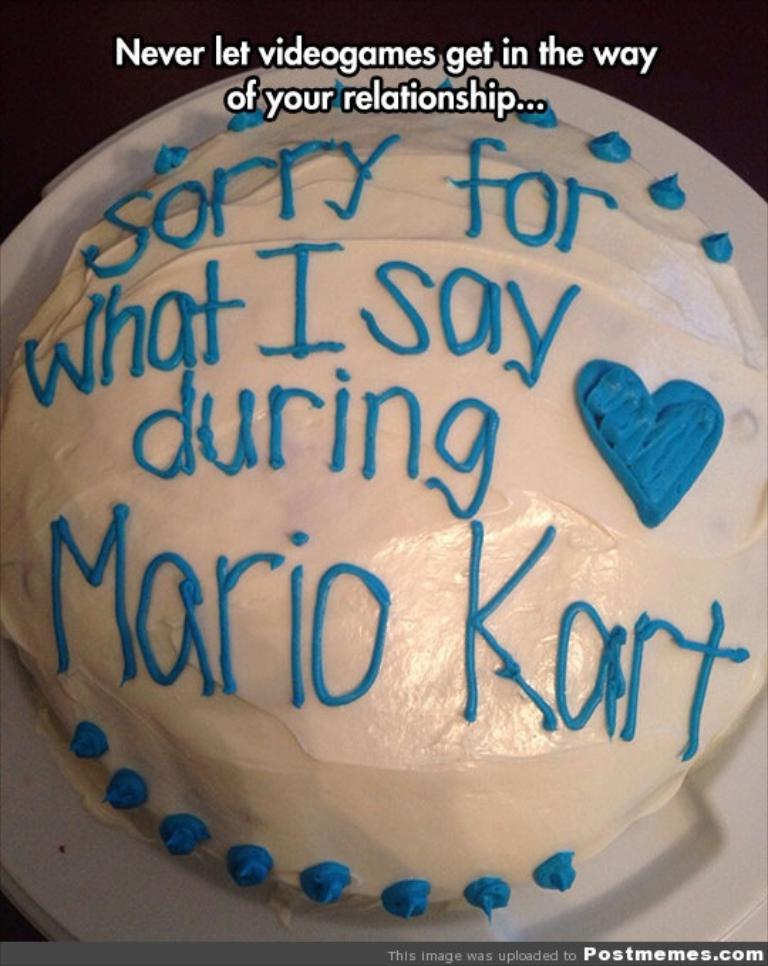 Never let videogames get in the way
of your relationship...
sorry for
what I say
during
Mario Kart
This image was uploaded to Postmemes.com